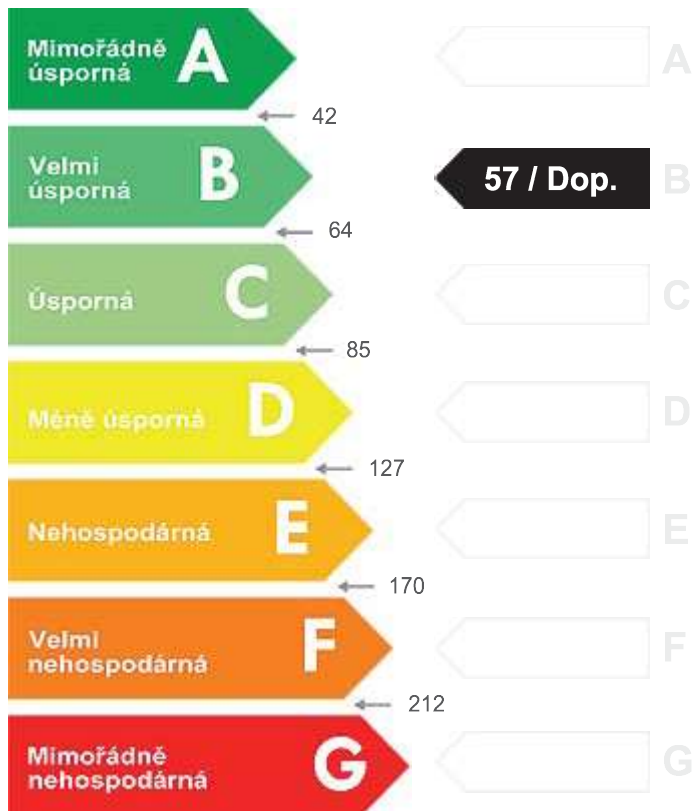 Mimořádně
úsporná
A
A
42
Velmi
úsporná
B
57 / Dop.
B
64
Úsporná
C
C
85
Méně úsporná
D
D
127
Nehospodárná
E
E
170
Velmi
nehospodárná
F
F
212
Mimořádně
nehospodárná
G
G